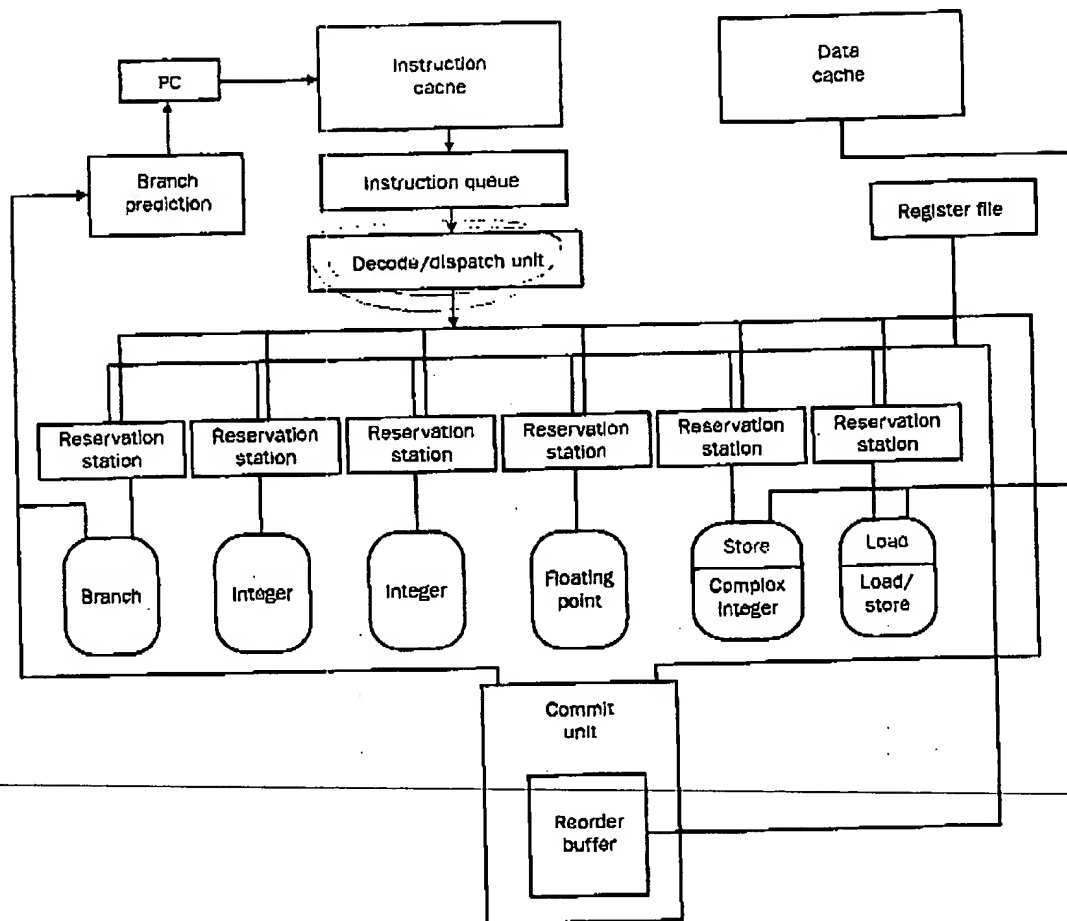 Instruction
cache
Data
cache
PC
Branch
prediction
Instruction queue
Register file
Decode/dispatch unit
Reservation
station
Reservation
station
Reservation
station
Reservation
station
Reservation
station
Reservation
station
Branch
Integer
Integer
Floating
point
Store
Complex
integer
Load
Load/
store
Commit
unit
Reorder
buffer